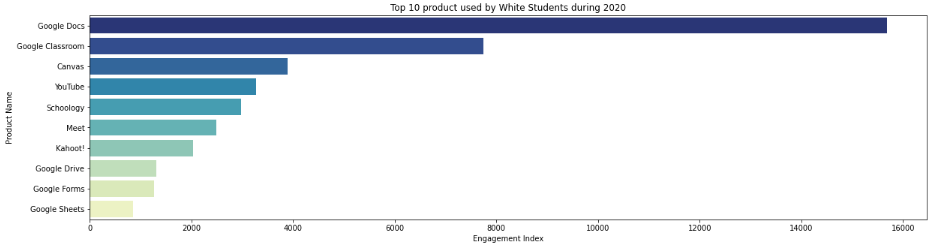 Top 10 product used by White Students during 2020
Product Name
Google Docs
Google Classroom
Canvas
YouTube
Schoology
Meet
Kahoot!
Google Drive
Google Forms
Google Sheets
0 2000 4000 6000 8000 10000 12000 14000 16000
Engagement Index